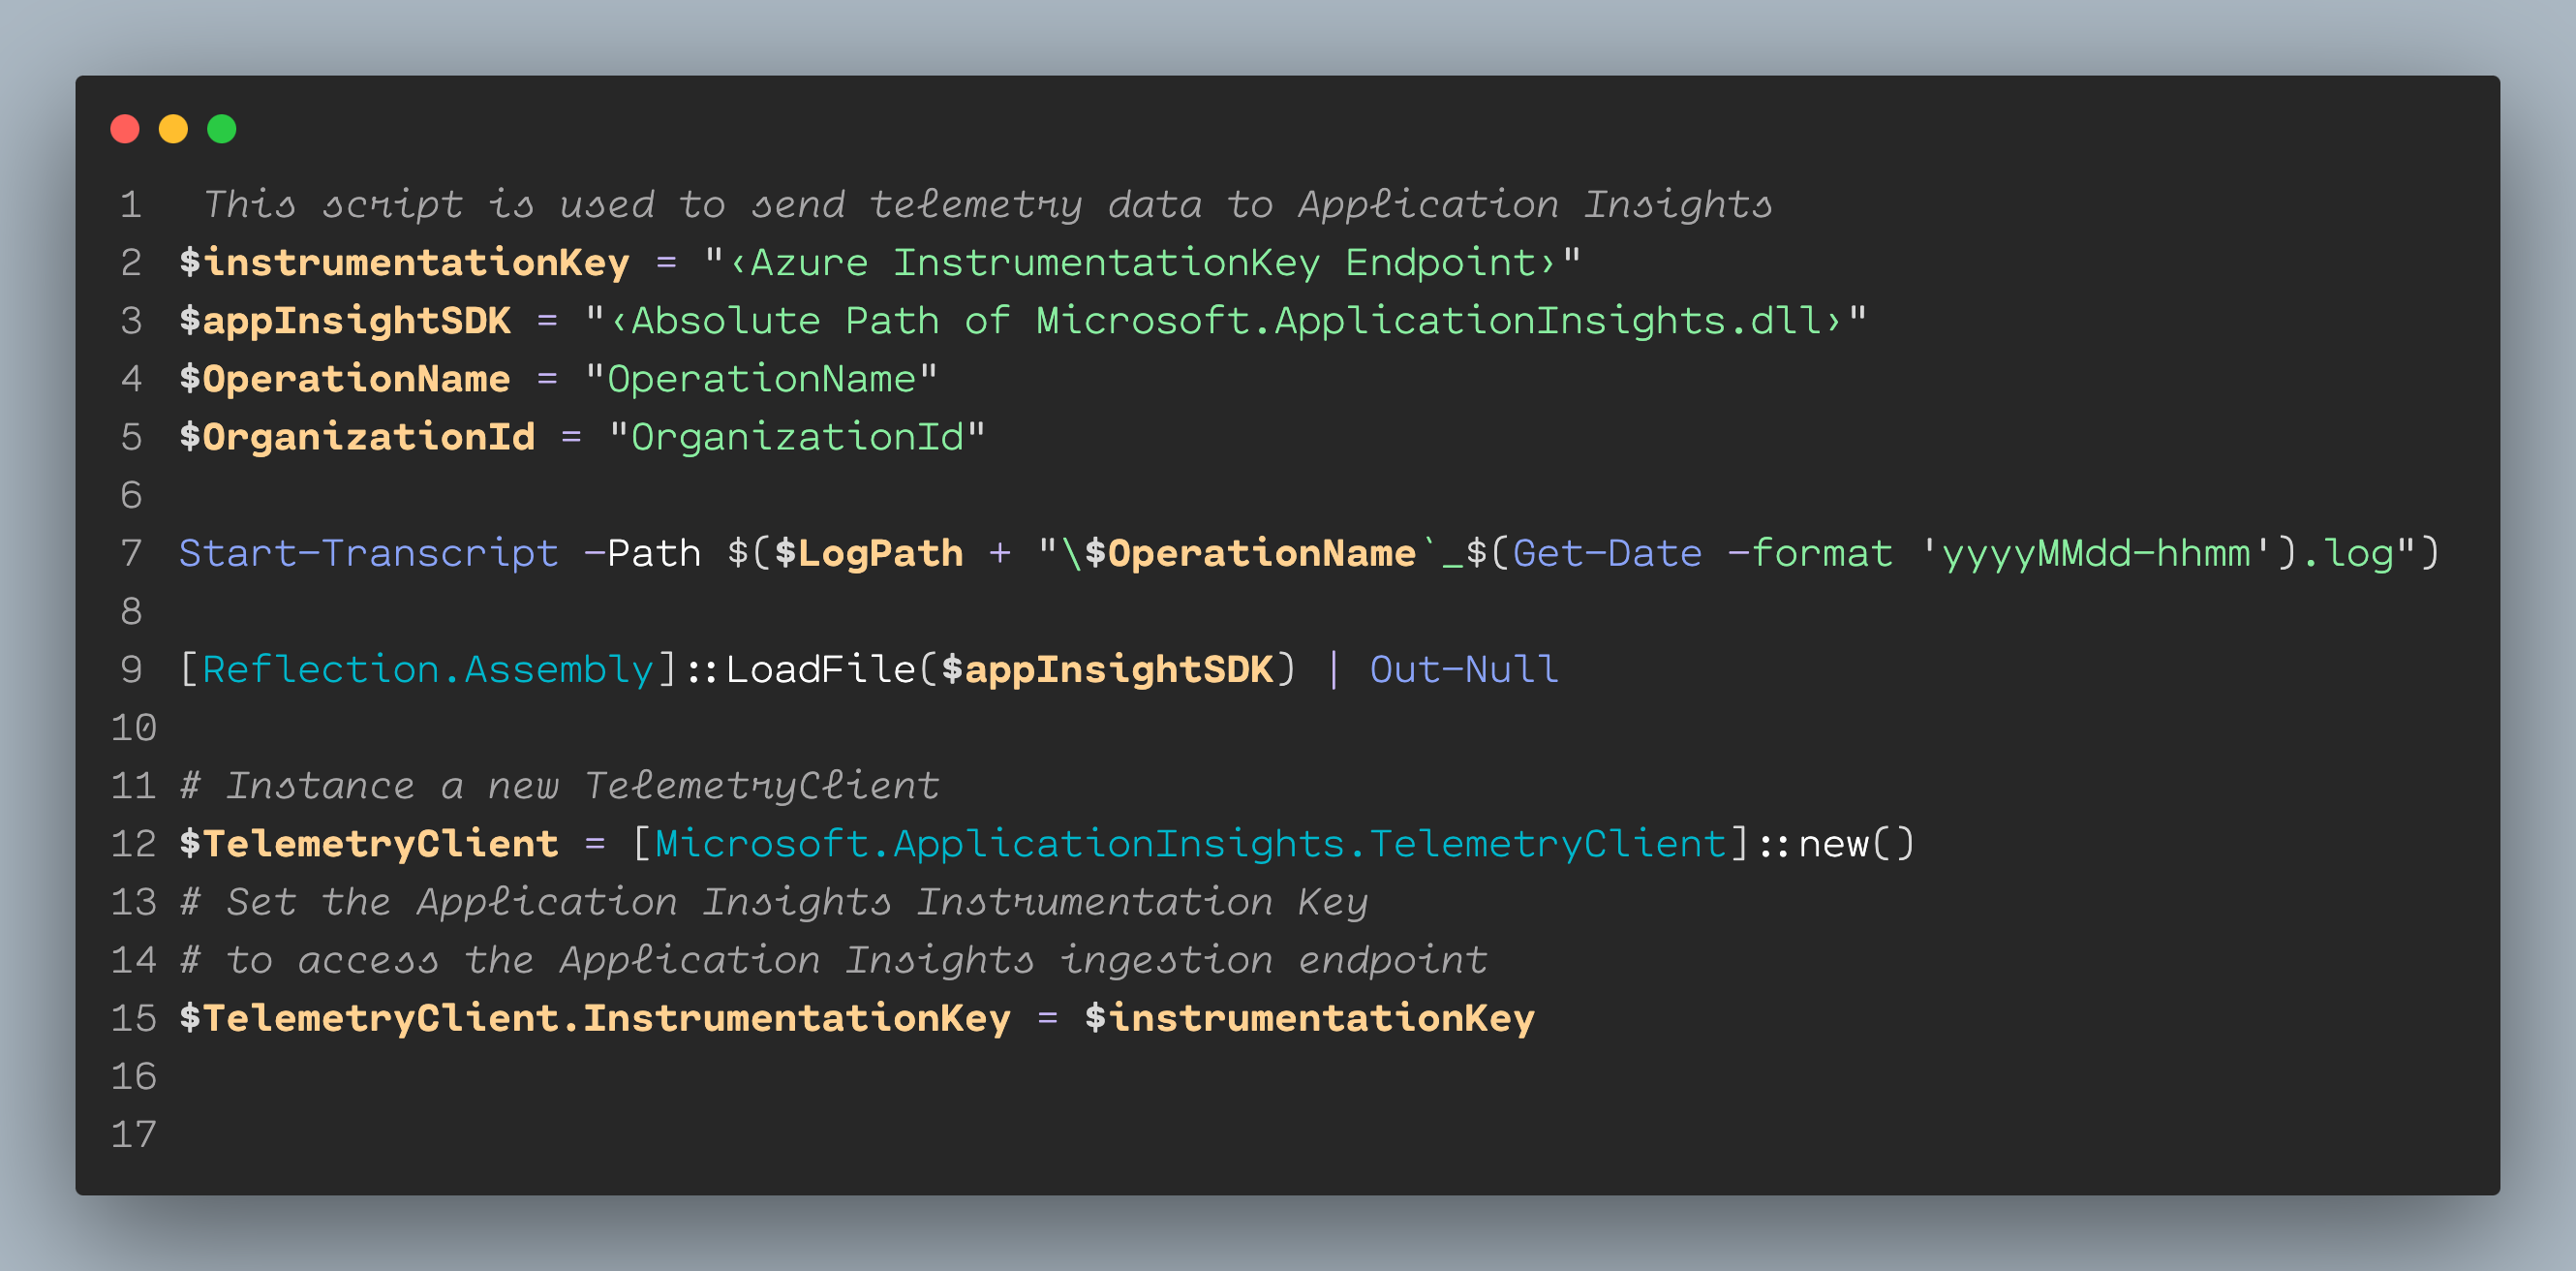 1 This script is used to send telemetry data to Application Insights
2 $instrumentationKey = "‹Azure InstrumentationKey Endpoint›"
3 $appInsightSDK = "‹Absolute Path of Microsoft.ApplicationInsights.dll›"
4 $OperationName = "OperationName"
5 $OrganizationId = "OrganizationId"
6
7 Start-Transcript -Path $($LogPath + "\$OperationName`_$(Get-Date -format 'yyyyMMdd-hhmm').log")
8
9 [Reflection.Assembly]::LoadFile($appInsightSDK) | Out-Null
10
11 # Instance a new TelemetryClient
12 $TelemetryClient = [Microsoft.ApplicationInsights.TelemetryClient]::new()
13 # Set the Application Insights Instrumentation Key
14 # to access the Application Insights ingestion endpoint
15 $TelemetryClient.InstrumentationKey = $instrumentationKey
16
17